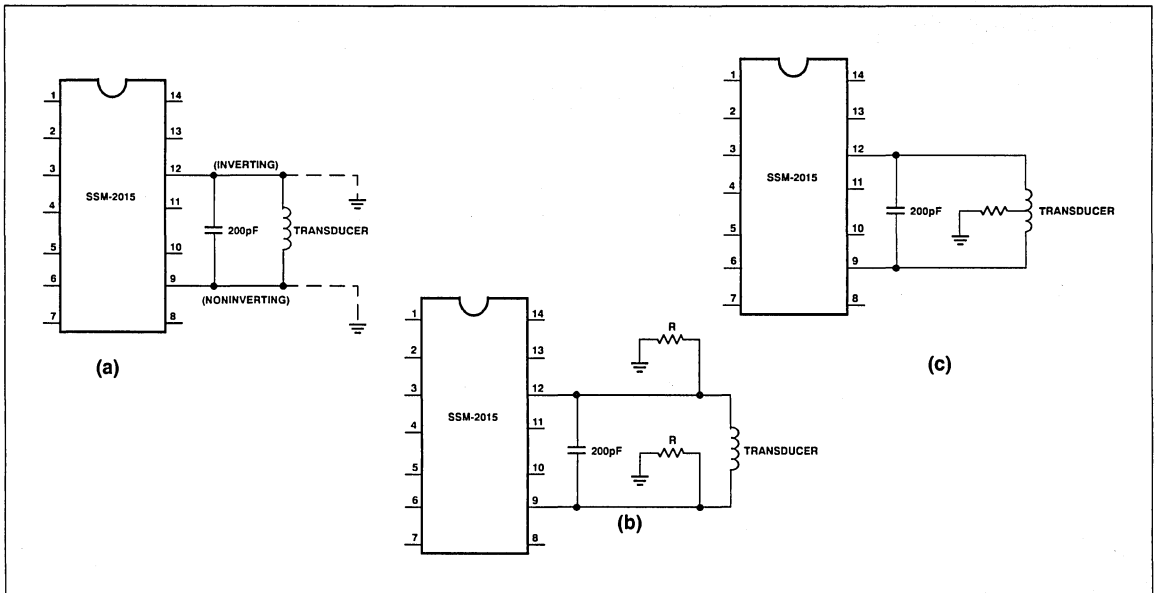 1
14
2
13
3
12
(INVERTING)
SSM-2015
4
11
200pF
TRANSDUCER
5
10
6
9
(NONINVERTING)
7
8
(a)
1
14
R
2
13
3
12
SSM-2015
4
11
R
200pF
TRANSDUCER
5
10
6
9
(b)
7
8
1
14
2
13
3
12
SSM-2015
4
11
200pF
TRANSDUCER
5
10
6
9
7
8
(c)